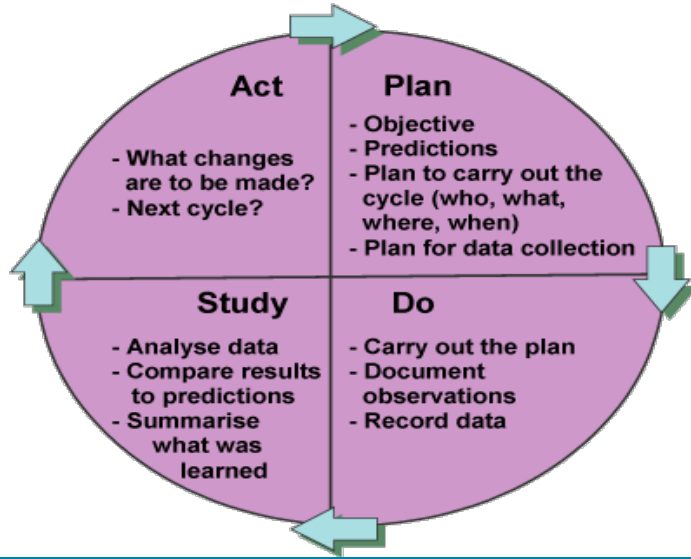 Act
- What changes
are to be made?
- Next cycle?
Plan
- Objective
- Predictions
- Plan to carry out the
cycle (who, what,
where, when)
- Plan for data collection
Study
- Analyse data
- Compare results
to predictions
- Summarise
what was
learned
Do
- Carry out the plan
- Document
observations
- Record data